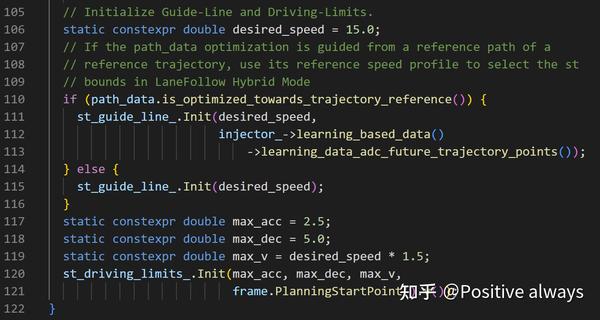 105 // Initialize Guide-Line and Driving-Limits.
106 static constexpr double desired_speed = 15.0;
107 // If the path_data optimization is guided from a reference path of a
108 // reference trajectory, use its reference speed profile to select the st
109 // bounds in LaneFollow Hybrid Mode
110 if (path_data.is_optimized_towards_trajectory_reference()) {
111 st_guide_line_.Init(desired_speed,
112 injector_->learning_based_data()
113 ->learning_data_adc_future_trajectory_points());
114 } else {
115 st_guide_line_.Init(desired_speed);
116 }
117 static constexpr double max_acc = 2.5;
118 static constexpr double max_dec = 5.0;
119 static constexpr double max_v = desired_speed * 1.5;
120 st_driving_limits_.Init(max_acc, max_dec, max_v,
121 frame.PlanningStartPoint
知乎 @Positive always
122 }